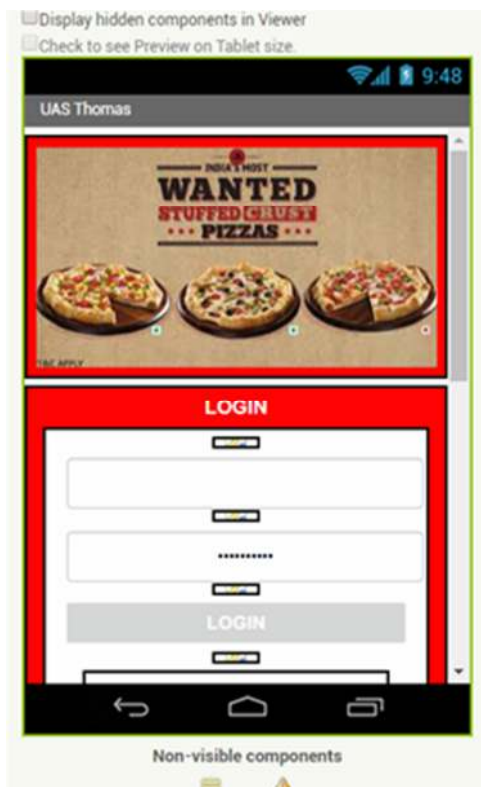 Display hidden components in Viewer
Check to see Preview on Tablet size.
9:48
UAS Thomas
INDIA'S MOST
WANTED
STUFFED CRUST
PIZZAS
T&C APPLY
LOGIN
LOGIN
Non-visible components